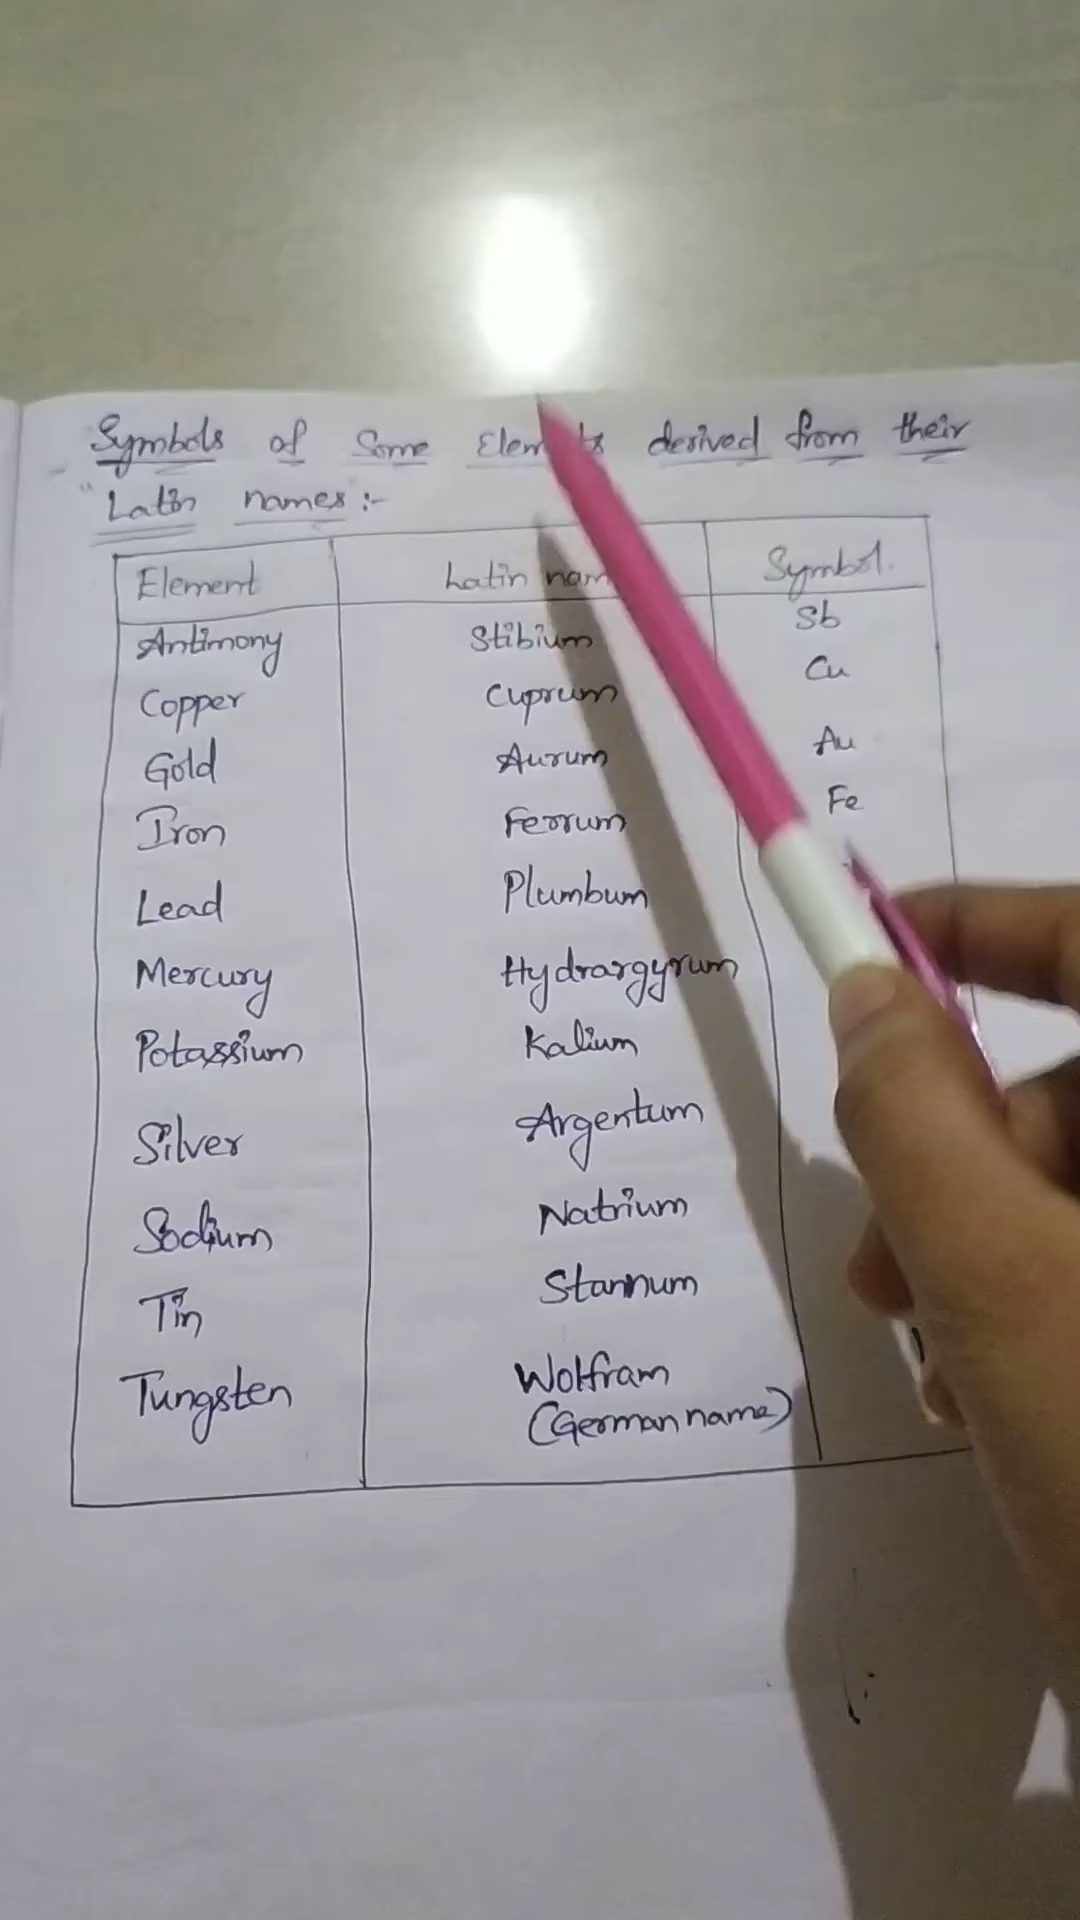 Symbols of Some Elements derived from their
"Latin names":-
Element Latin name Symbol.
Antimony Stibium Sb
Copper Cuprum Cu
Gold Aurum Au
Iron Ferrum Fe
Lead Plumbum
Mercury Hydrargyrum
Potassium Kalium
Silver Argentum
Sodium Natrium
Tin Stannum
Tungsten Wolfram
(German name)